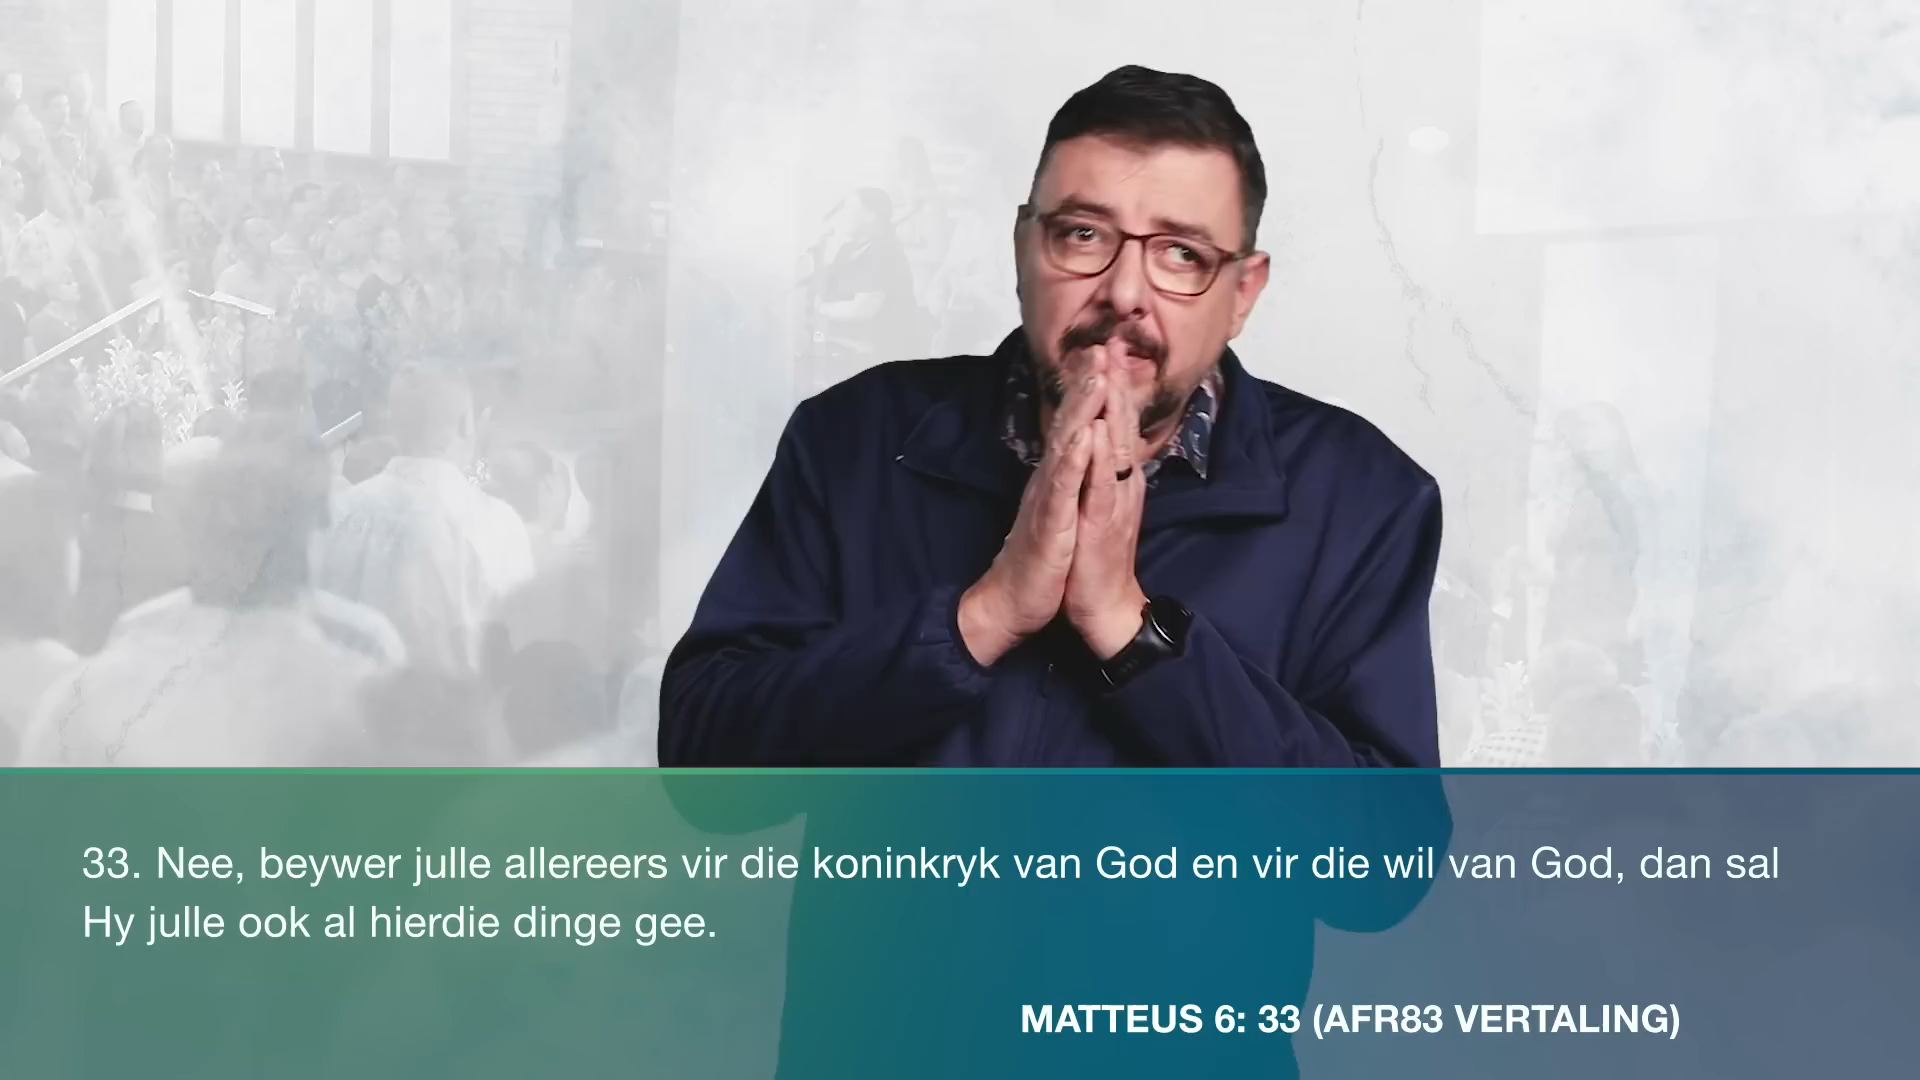 33. Nee, beywer julle allereers vir die koninkryk van God en vir die wil van God, dan sal
Hy julle ook al hierdie dinge gee.
MATTEUS 6: 33 (AFR83 VERTALING)